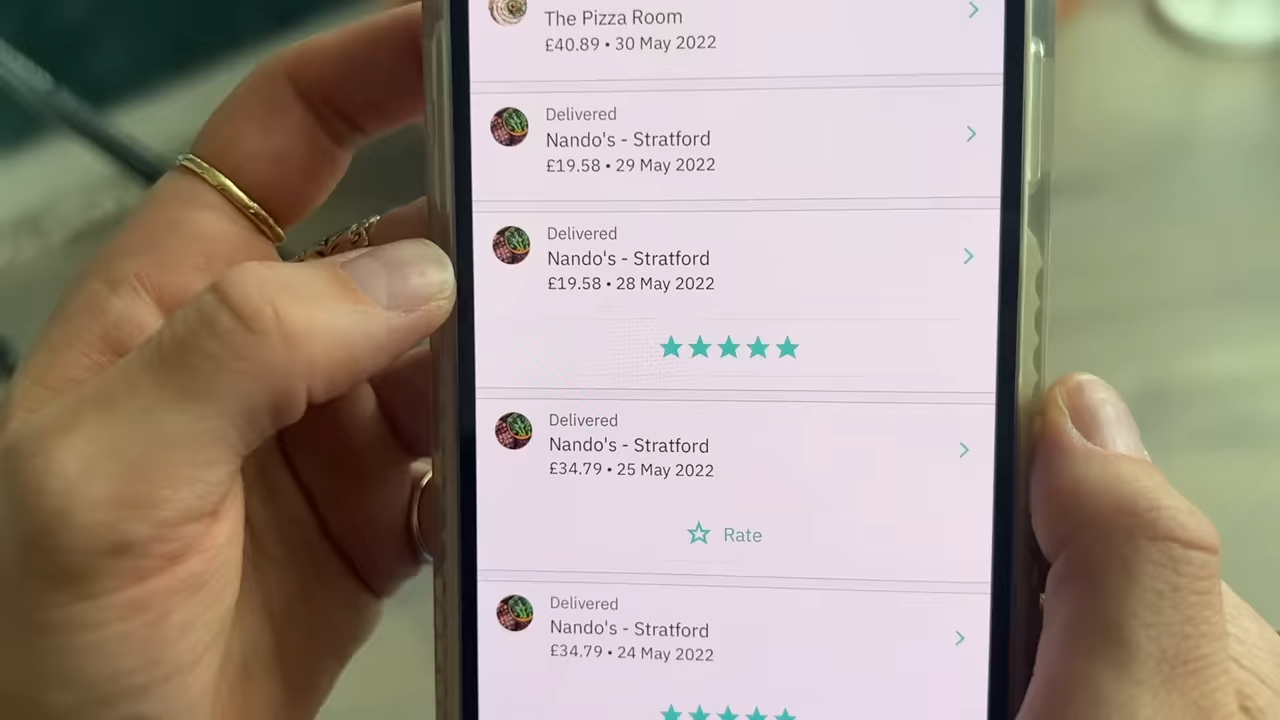 The Pizza Room
£40.89 • 30 May 2022
Delivered
Nando's - Stratford
£19.58 • 29 May 2022
Delivered
Nando's - Stratford
£19.58 • 28 May 2022
Delivered
Nando's - Stratford
£34.79 • 25 May 2022
Rate
Delivered
Nando's - Stratford
£34.79 • 24 May 2022